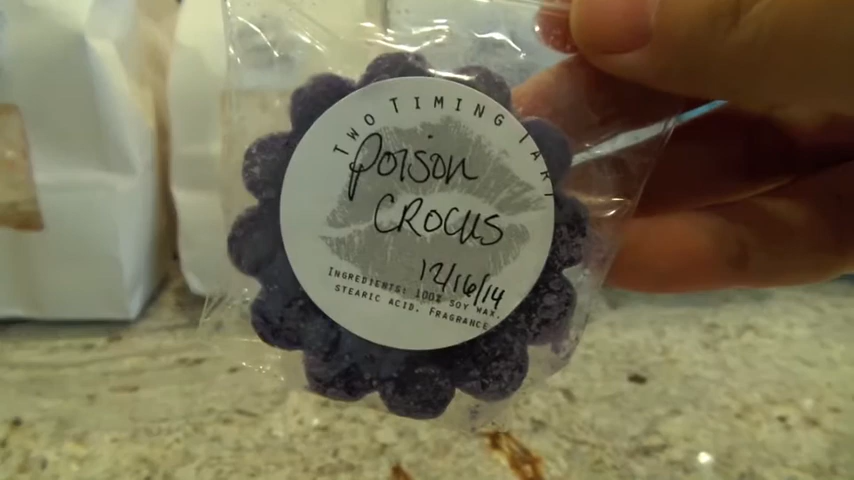 TWO TIMING TART
Poison
CROCUS
12/16/14
INGREDIENTS: 100% SOY WAX,
STEARIC ACID, FRAGRANCE